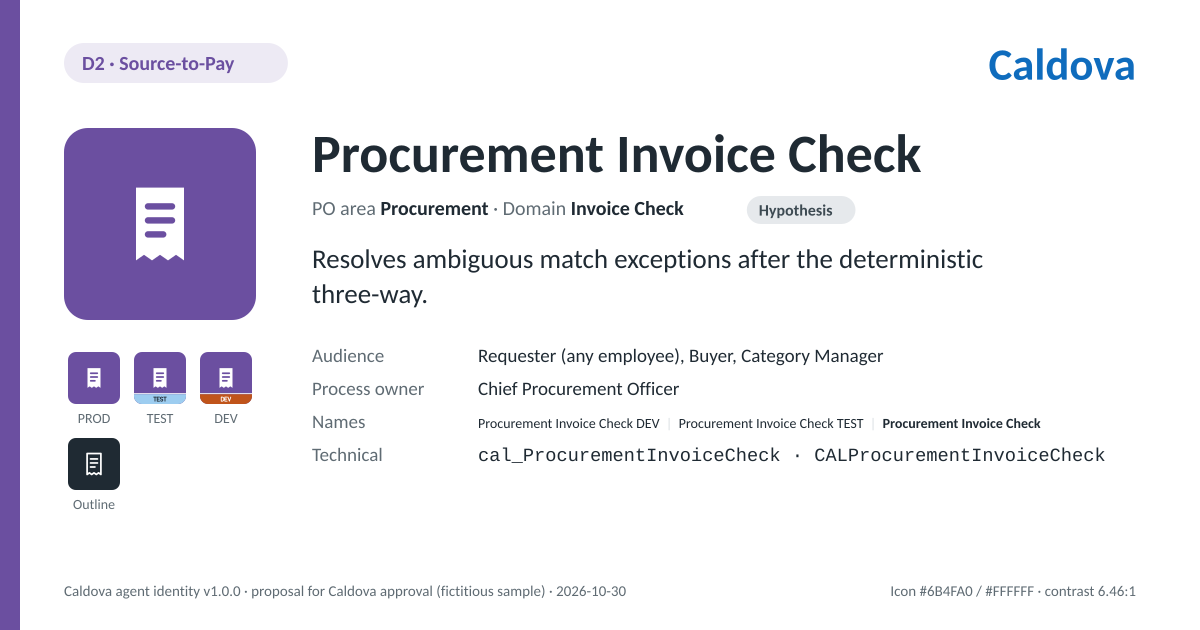 D2 · Source-to-Pay
Caldova
Procurement Invoice Check
PO area Procurement · Domain Invoice Check
Hypothesis
Resolves ambiguous match exceptions after the deterministic
three-way.
Audience Requester (any employee), Buyer, Category Manager
Process owner Chief Procurement Officer
Names Procurement Invoice Check DEV | Procurement Invoice Check TEST | Procurement Invoice Check
Technical cal_ProcurementInvoiceCheck · CALProcurementInvoiceCheck
TEST
DEV
PROD TEST DEV
Outline
Caldova agent identity v1.0.0 · proposal for Caldova approval (fictitious sample) · 2026-10-30
Icon #6B4FA0 / #FFFFFF · contrast 6.46:1